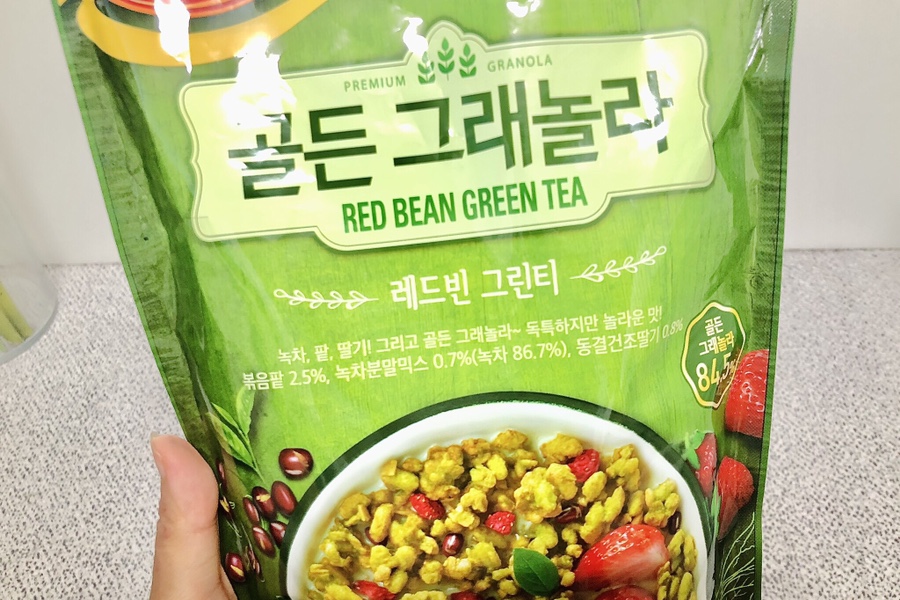 PREMIUM GRANOLA
골든 그래놀라
RED BEAN GREEN TEA
레드빈 그린티
녹차, 팥, 딸기! 그리고 골든 그래놀라~ 독특하지만 놀라운 맛!
볶음팥 2.5%, 녹차분말믹스 0.7%(녹차 86.7%), 동결건조딸기 0.8%
골든
그래놀라
84.5%